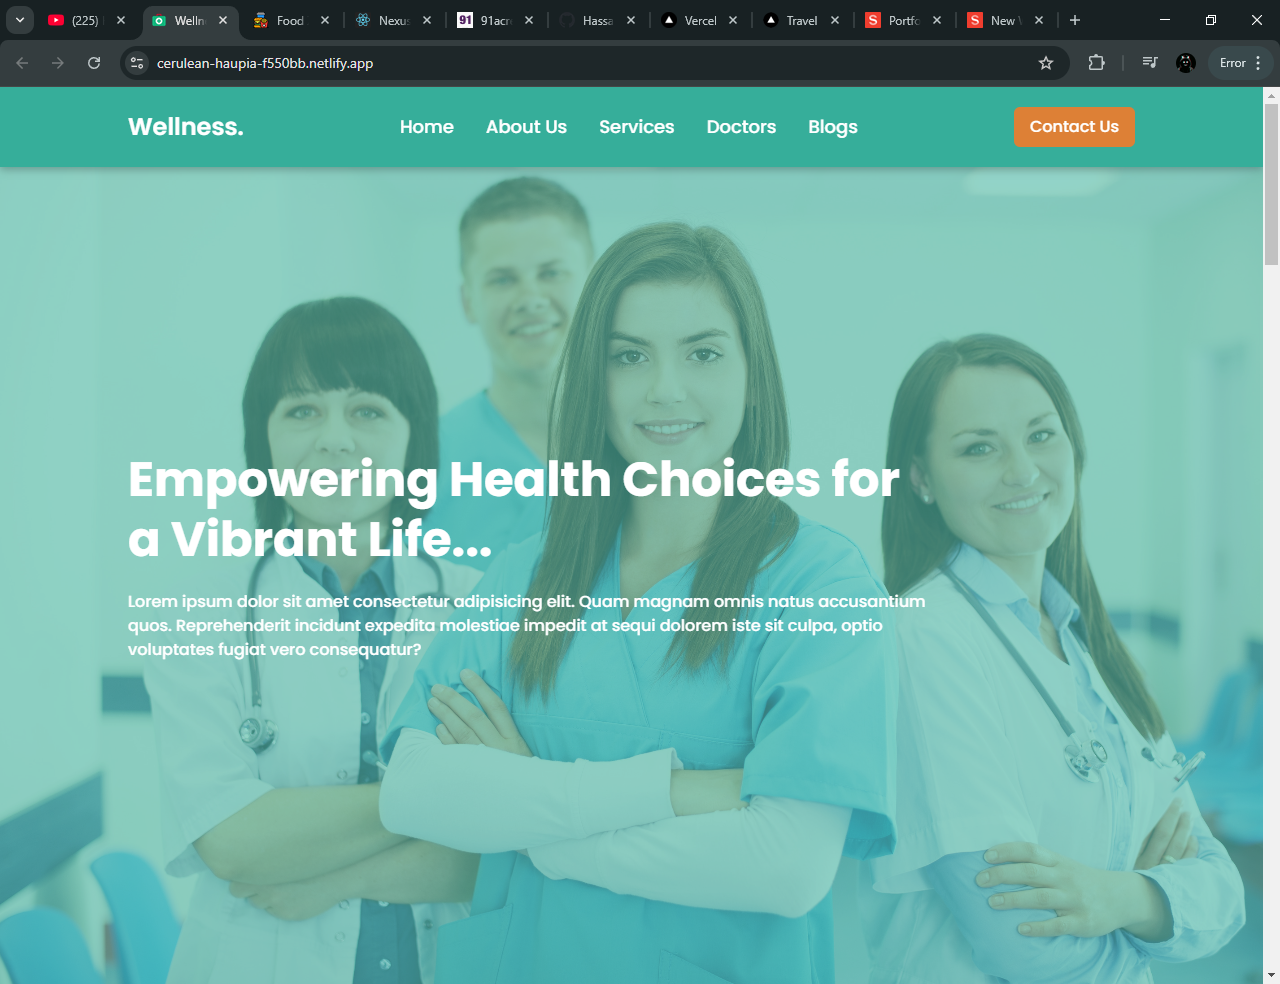 (225)
Welln
Food
Nexus
91 91acr
Hassa
Vercel
Travel
S Portfo
S New
cerulean-haupia-f550bb.netlify.app
Error
Wellness. Home About Us Services Doctors Blogs Contact Us
Empowering Health Choices for
a Vibrant Life...
Lorem ipsum dolor sit amet consectetur adipisicing elit. Quam magnam omnis natus accusantium
quos. Reprehenderit incidunt expedita molestiae impedit at sequi dolorem iste sit culpa, optio
voluptates fugiat vero consequatur?